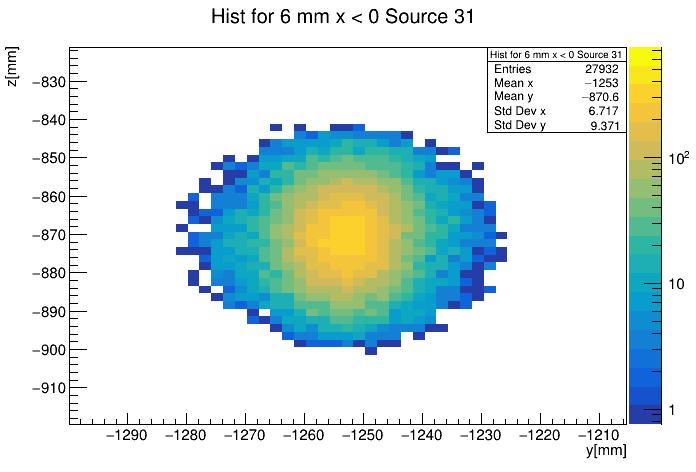 Hist for 6 mm x < 0 Source 31
z[mm]
Hist for 6 mm x < 0 Source 31
Entries 27932
Mean x −1253
Mean y −870.6
Std Dev x 6.717
Std Dev y 9.371
−830
−840
−850
−860
−870
−880
−890
−900
−910
10²
10
1
−1290 −1280 −1270 −1260 −1250 −1240 −1230 −1220 −1210
y[mm]